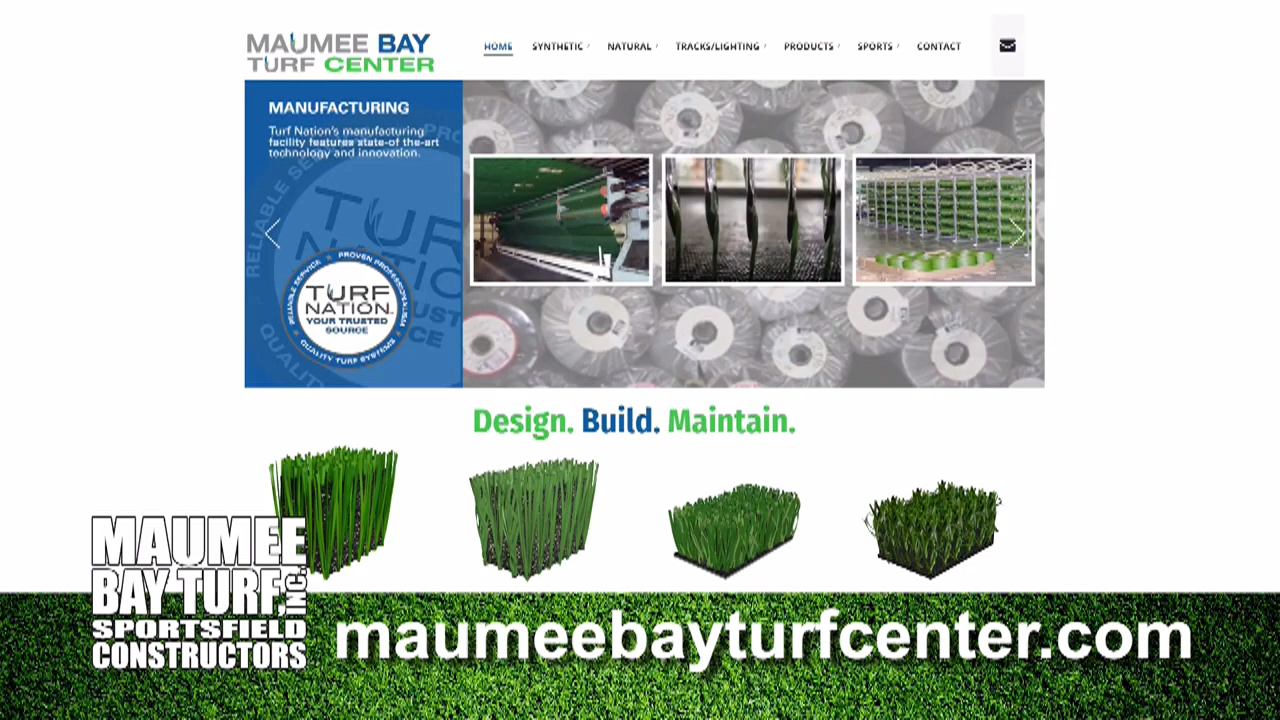 MAUMEE BAY
TURF CENTER
HOME SYNTHETIC NATURAL TRACKS/LIGHTING PRODUCTS SPORTS CONTACT
MANUFACTURING
Turf Nation's manufacturing
facility features state-of the-art
technology and innovation.
RELIABLE SERVICE ★ PROVEN PROFESSIONALISM
TURF
NATION
YOUR TRUSTED
SOURCE
QUALITY TURF SYSTEMS
Design. Build. Maintain.
MAUMEE
BAY TURF, INC.
SPORTSFIELD
CONSTRUCTORS
maumeebayturfcenter.com